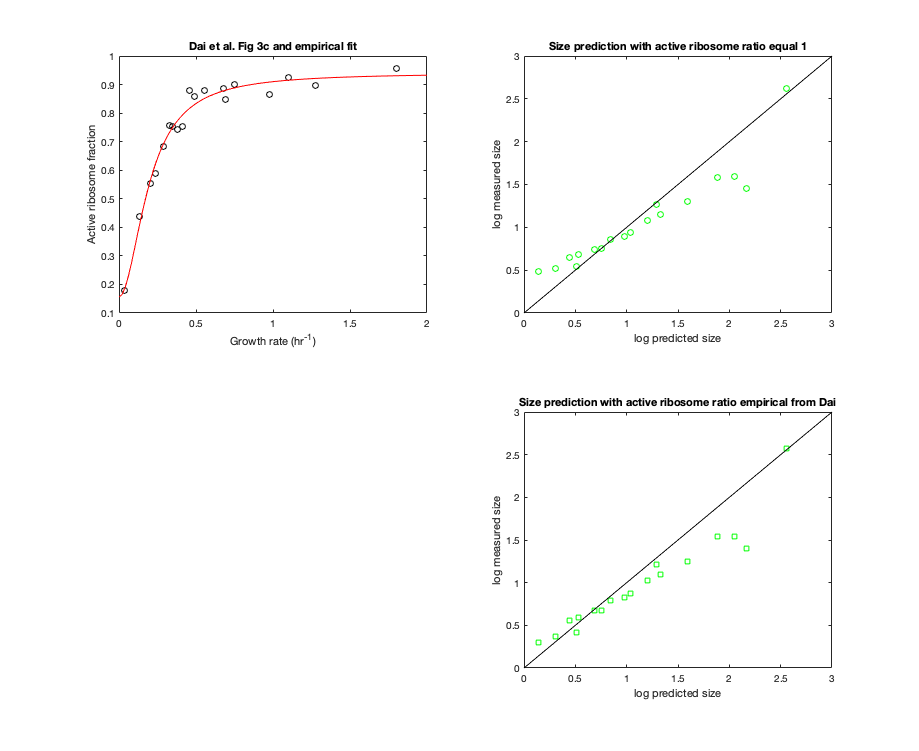 Dai et al. Fig 3c and empirical fit
1
0.9
0.8
0.7
0.6
0.5
0.4
0.3
0.2
0.1
Active ribosome fraction
0 0.5 1 1.5 2
Growth rate (hr-1)
Size prediction with active ribosome ratio equal 1
3
2.5
2
1.5
1
0.5
0
log measured size
0 0.5 1 1.5 2 2.5 3
log predicted size
Size prediction with active ribosome ratio empirical from Dai
3
2.5
2
1.5
1
0.5
0
log measured size
0 0.5 1 1.5 2 2.5 3
log predicted size